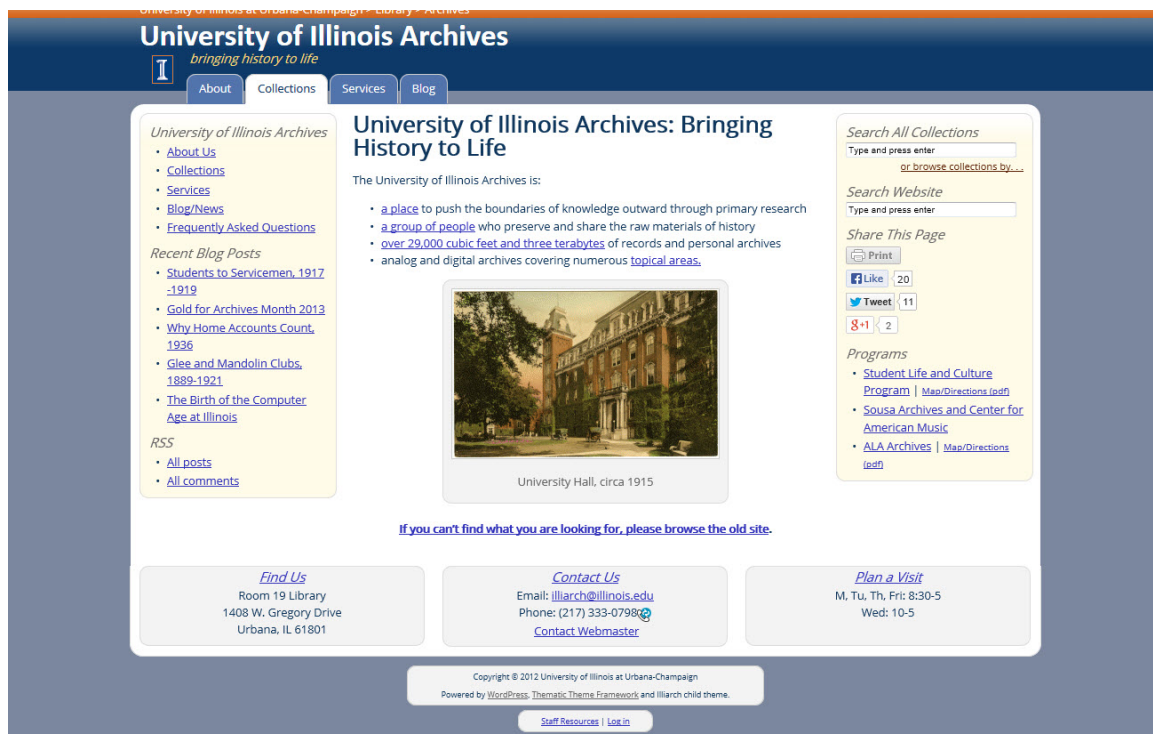 University of Illinois at Urbana-Champaign > Library > Archives
University of Illinois Archives
bringing history to life
I
About
Collections
Services
Blog
University of Illinois Archives
• About Us
• Collections
• Services
• Blog/News
• Frequently Asked Questions
Recent Blog Posts
• Students to Servicemen, 1917
-1919
• Gold for Archives Month 2013
• Why Home Accounts Count,
1936
• Glee and Mandolin Clubs,
1889-1921
• The Birth of the Computer
Age at Illinois
RSS
• All posts
• All comments
University of Illinois Archives: Bringing
History to Life
The University of Illinois Archives is:
• a place to push the boundaries of knowledge outward through primary research
• a group of people who preserve and share the raw materials of history
• over 29,000 cubic feet and three terabytes of records and personal archives
• analog and digital archives covering numerous topical areas.
University Hall, circa 1915
If you can't find what you are looking for, please browse the old site.
Search All Collections
Type and press enter
or browse collections by. . .
Search Website
Type and press enter
Share This Page
Print
Like 20
Tweet 11
g+1 2
Programs
• Student Life and Culture
Program | Map/Directions (pdf)
• Sousa Archives and Center for
American Music
• ALA Archives | Map/Directions
(pdf)
Find Us
Room 19 Library
1408 W. Gregory Drive
Urbana, IL 61801
Contact Us
Email: illiarch@illinois.edu
Phone: (217) 333-0798
Contact Webmaster
Plan a Visit
M, Tu, Th, Fri: 8:30-5
Wed: 10-5
Copyright © 2012 University of Illinois at Urbana-Champaign
Powered by WordPress, Thematic Theme Framework and Illiarch child theme.
Staff Resources | Log in